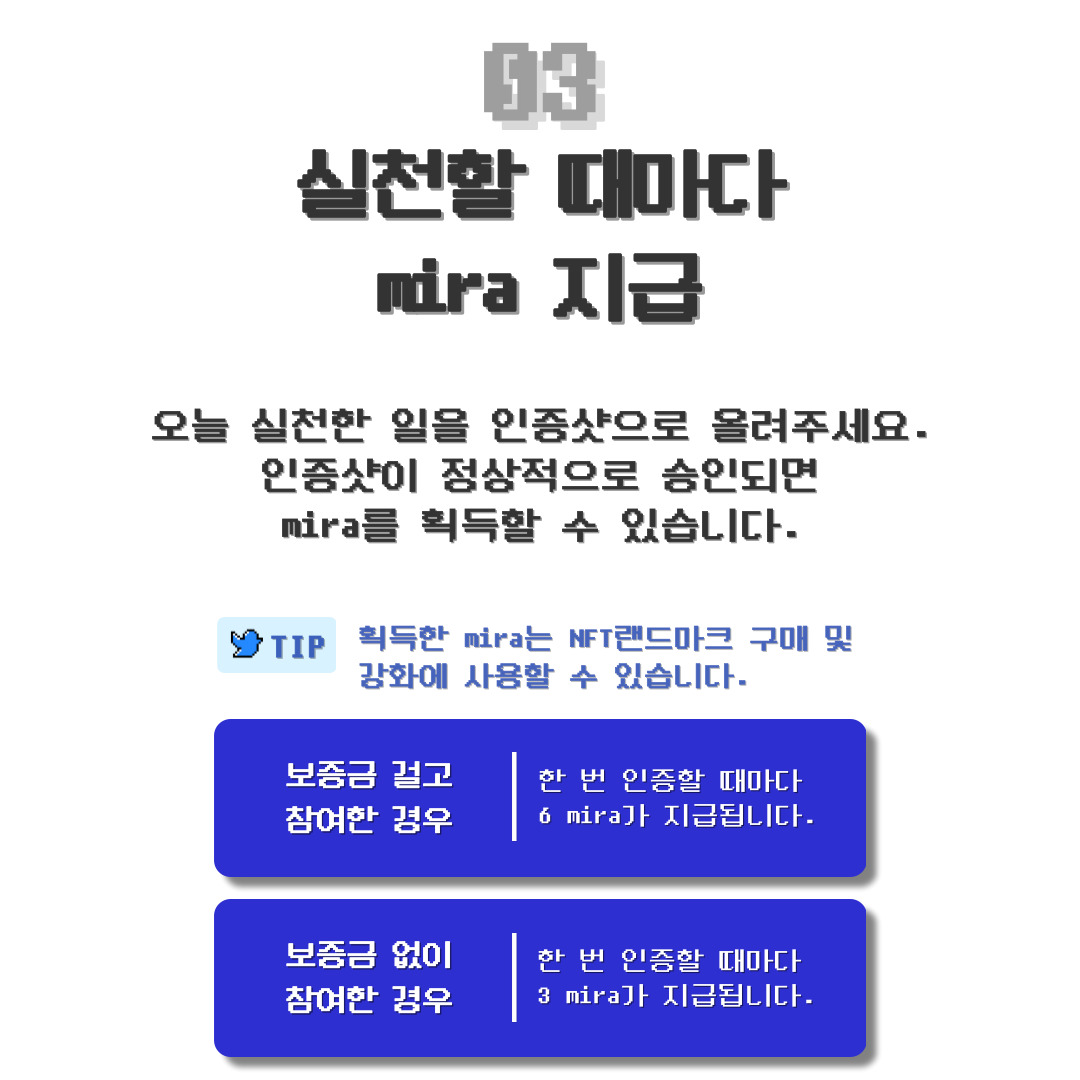 03
실천할 때마다
mira 지급
오늘 실천한 일을 인증샷으로 올려주세요.
인증샷이 정상적으로 승인되면
mira를 획득할 수 있습니다.
TIP
획득한 mira는 NFT랜드마크 구매 및
강화에 사용할 수 있습니다.
보증금 걸고
참여한 경우
한 번 인증할 때마다
6 mira가 지급됩니다.
보증금 없이
참여한 경우
한 번 인증할 때마다
3 mira가 지급됩니다.